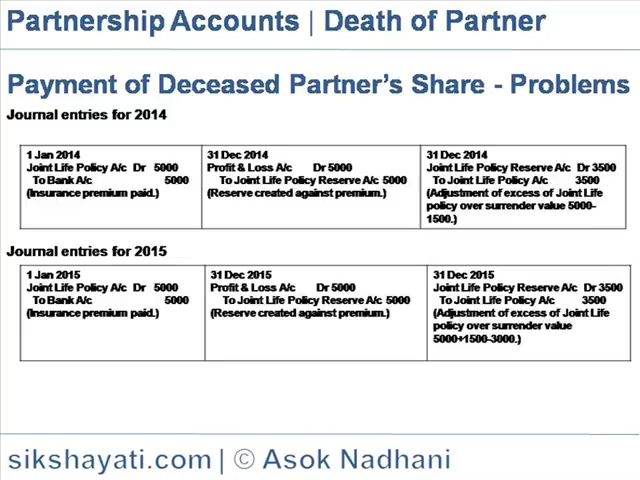 Partnership Accounts | Death of Partner
Payment of Deceased Partner's Share - Problems
Journal entries for 2014
1 Jan 2014
Joint Life Policy A/c Dr 5000
To Bank A/c 5000
(Insurance premium paid.)
31 Dec 2014
Profit & Loss A/c Dr 5000
To Joint Life Policy Reserve A/c 5000
(Reserve created against premium.)
31 Dec 2014
Joint Life Policy Reserve A/c Dr 3500
To Joint Life Policy A/c 3500
(Adjustment of excess of Joint Life
policy over surrender value 5000-
1500.)
Journal entries for 2015
1 Jan 2015
Joint Life Policy A/c Dr 5000
To Bank A/c 5000
(Insurance premium paid.)
31 Dec 2015
Profit & Loss A/c Dr 5000
To Joint Life Policy Reserve A/c 5000
(Reserve created against premium.)
31 Dec 2015
Joint Life Policy Reserve A/c Dr 3500
To Joint Life Policy A/c 3500
(Adjustment of excess of Joint Life
policy over surrender value
5000+1500-3000.)
sikshayati.com | © Asok Nadhani